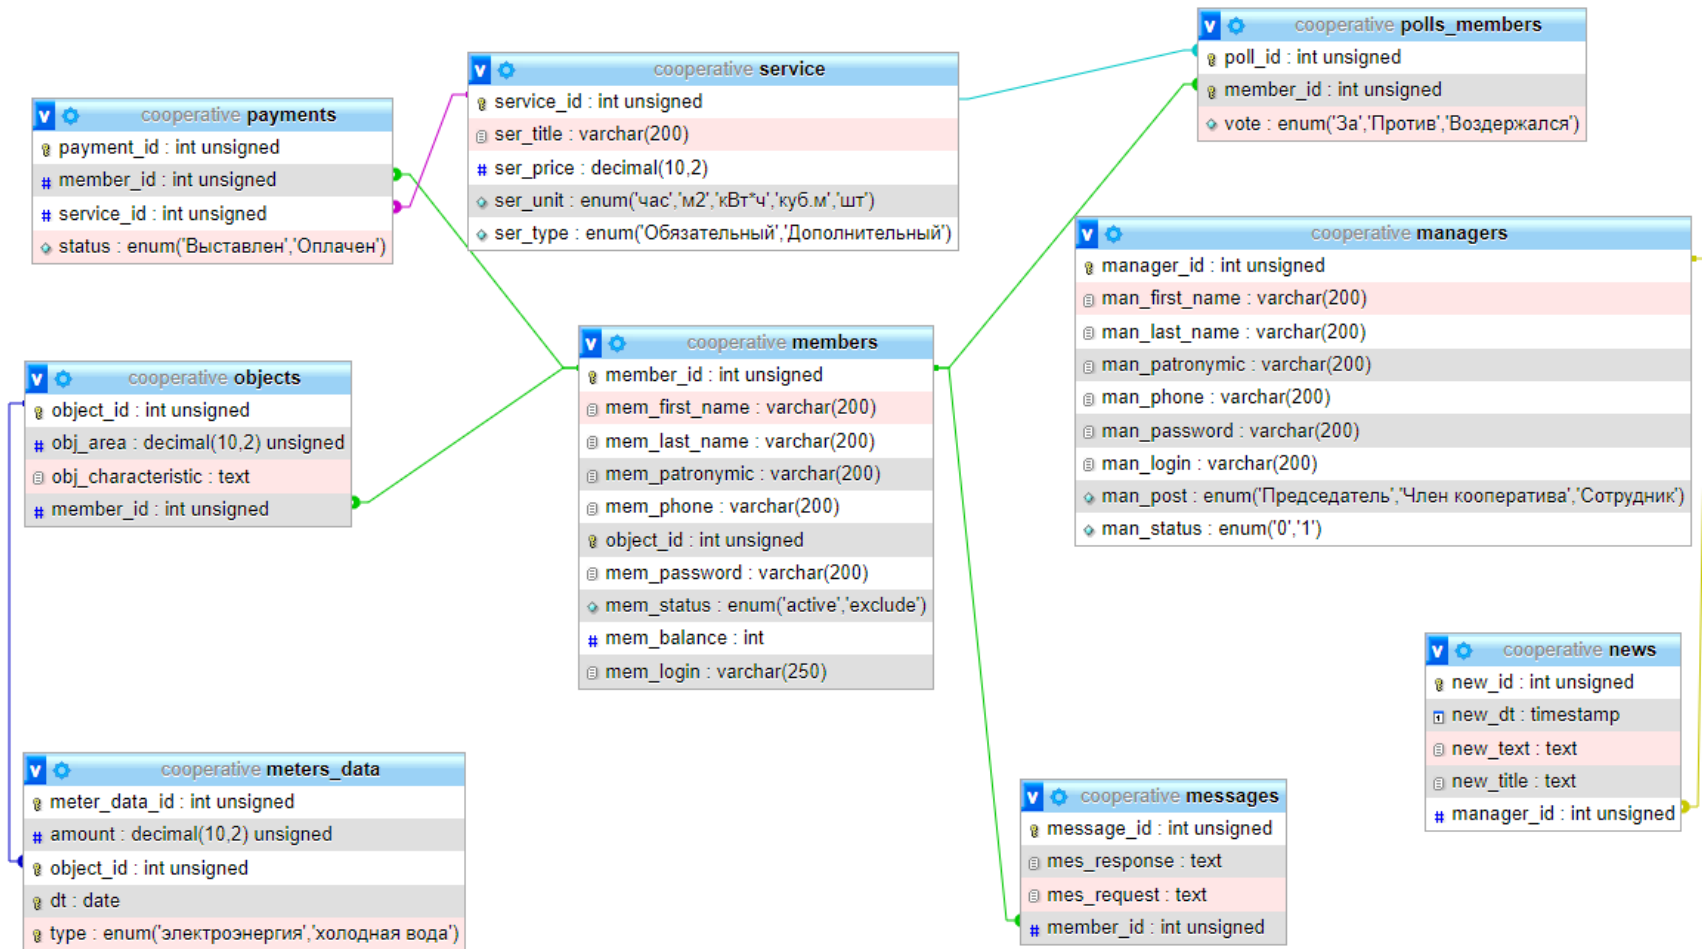 cooperative polls_members
poll_id : int unsigned
member_id : int unsigned
vote : enum('За','Против','Воздержался')
cooperative service
service_id : int unsigned
ser_title : varchar(200)
ser_price : decimal(10,2)
ser_unit : enum('час','м2','кВт*ч','куб.м','шт')
ser_type : enum('Обязательный','Дополнительный')
cooperative payments
payment_id : int unsigned
member_id : int unsigned
service_id : int unsigned
status : enum('Выставлен','Оплачен')
cooperative managers
manager_id : int unsigned
man_first_name : varchar(200)
man_last_name : varchar(200)
man_patronymic : varchar(200)
man_phone : varchar(200)
man_password : varchar(200)
man_login : varchar(200)
man_post : enum('Председатель','Член кооператива','Сотрудник')
man_status : enum('0','1')
cooperative members
member_id : int unsigned
mem_first_name : varchar(200)
mem_last_name : varchar(200)
mem_patronymic : varchar(200)
mem_phone : varchar(200)
object_id : int unsigned
mem_password : varchar(200)
mem_status : enum('active','exclude')
mem_balance : int
mem_login : varchar(250)
cooperative objects
object_id : int unsigned
obj_area : decimal(10,2) unsigned
obj_characteristic : text
member_id : int unsigned
cooperative news
new_id : int unsigned
new_dt : timestamp
new_text : text
new_title : text
manager_id : int unsigned
cooperative meters_data
meter_data_id : int unsigned
amount : decimal(10,2) unsigned
object_id : int unsigned
dt : date
type : enum('электроэнергия','холодная вода')
cooperative messages
message_id : int unsigned
mes_response : text
mes_request : text
member_id : int unsigned